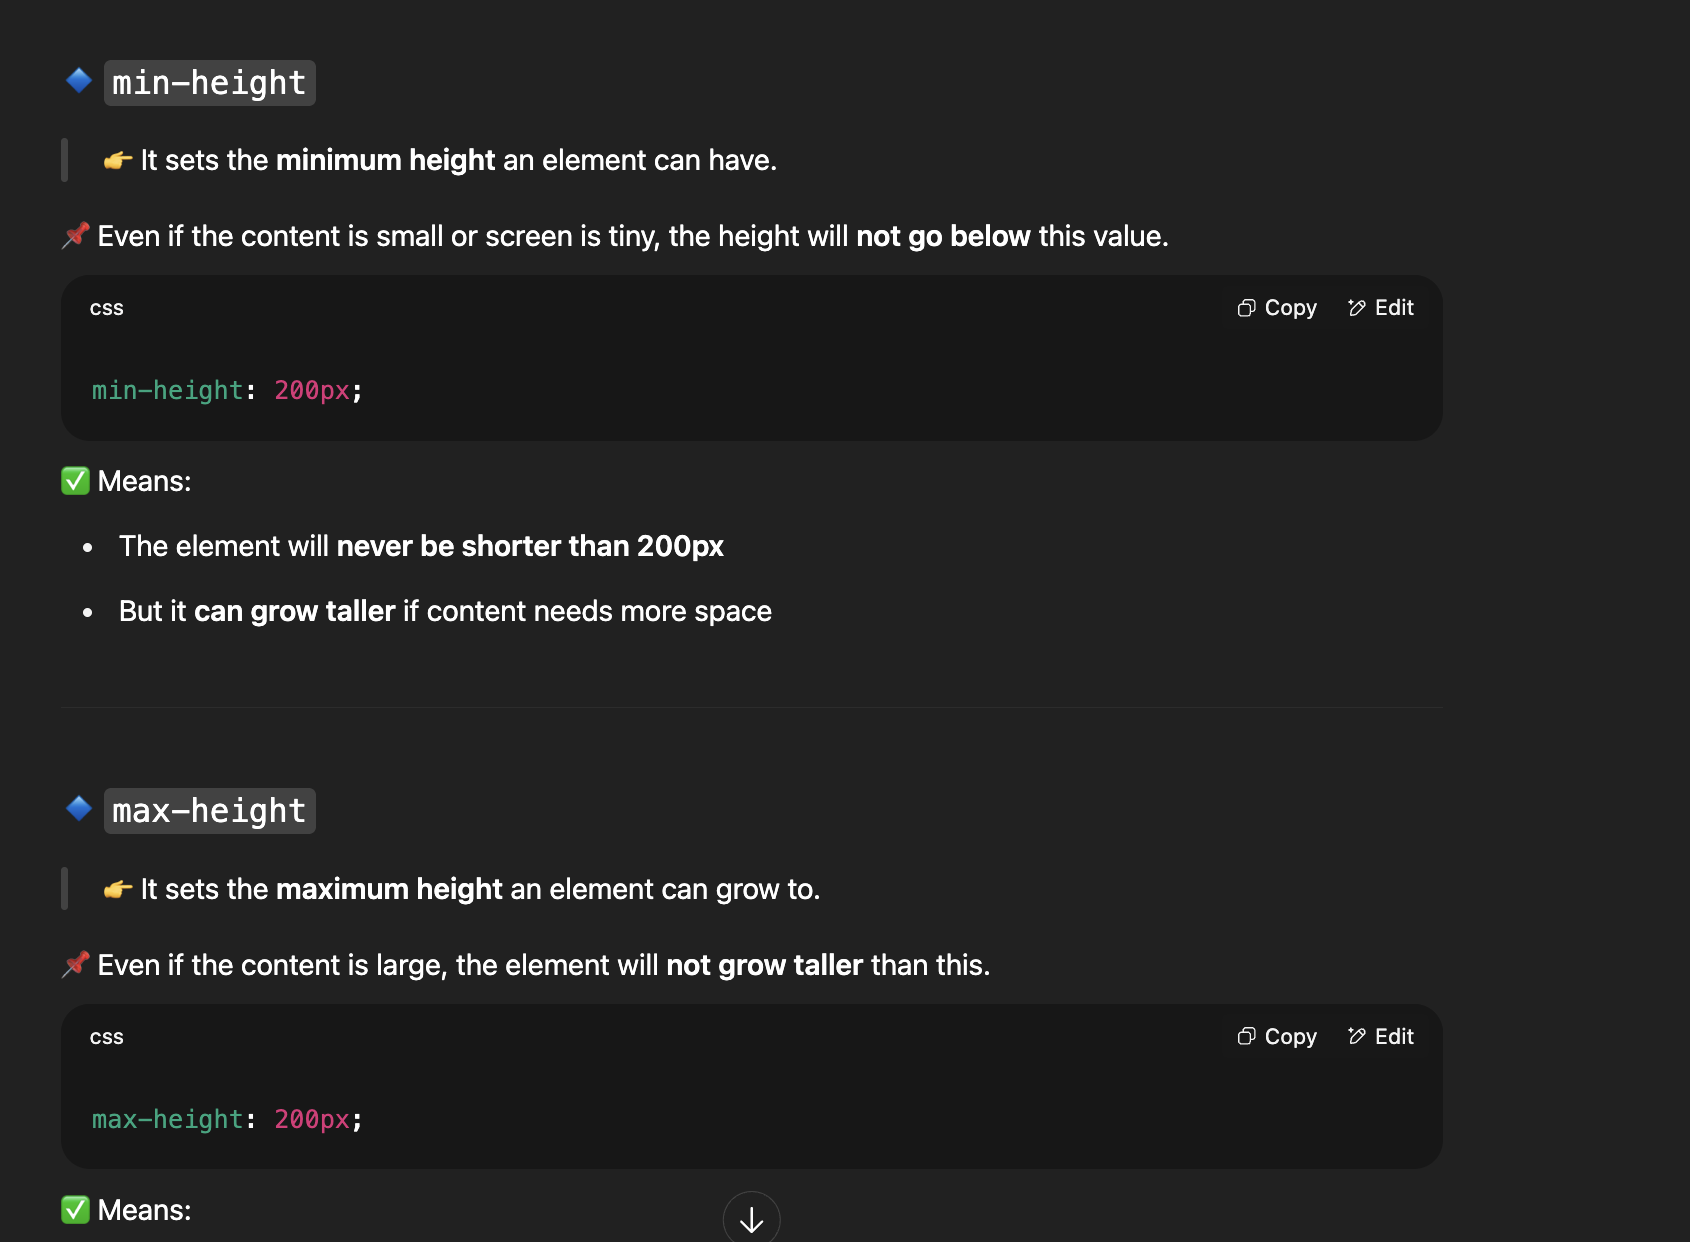 min-height
👉 It sets the minimum height an element can have.
📌 Even if the content is small or screen is tiny, the height will not go below this value.
css
Copy
Edit
min-height: 200px;
✅ Means:
• The element will never be shorter than 200px
• But it can grow taller if content needs more space
max-height
👉 It sets the maximum height an element can grow to.
📌 Even if the content is large, the element will not grow taller than this.
css
Copy
Edit
max-height: 200px;
✅ Means: